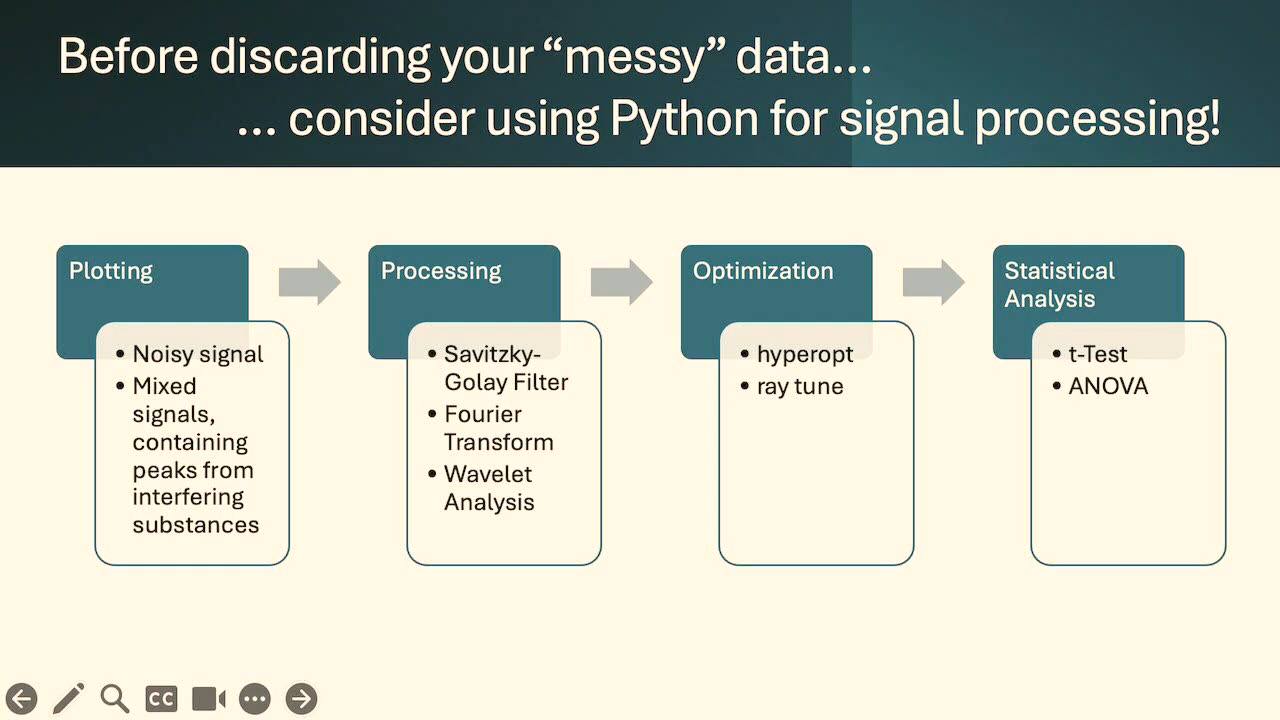 Before discarding your “messy” data...
... consider using Python for signal processing!
Plotting
• Noisy signal
• Mixed
signals,
containing
peaks from
interfering
substances
Processing
• Savitzky-
Golay Filter
• Fourier
Transform
• Wavelet
Analysis
Optimization
• hyperopt
• ray tune
Statistical
Analysis
• t-Test
• ANOVA
CC